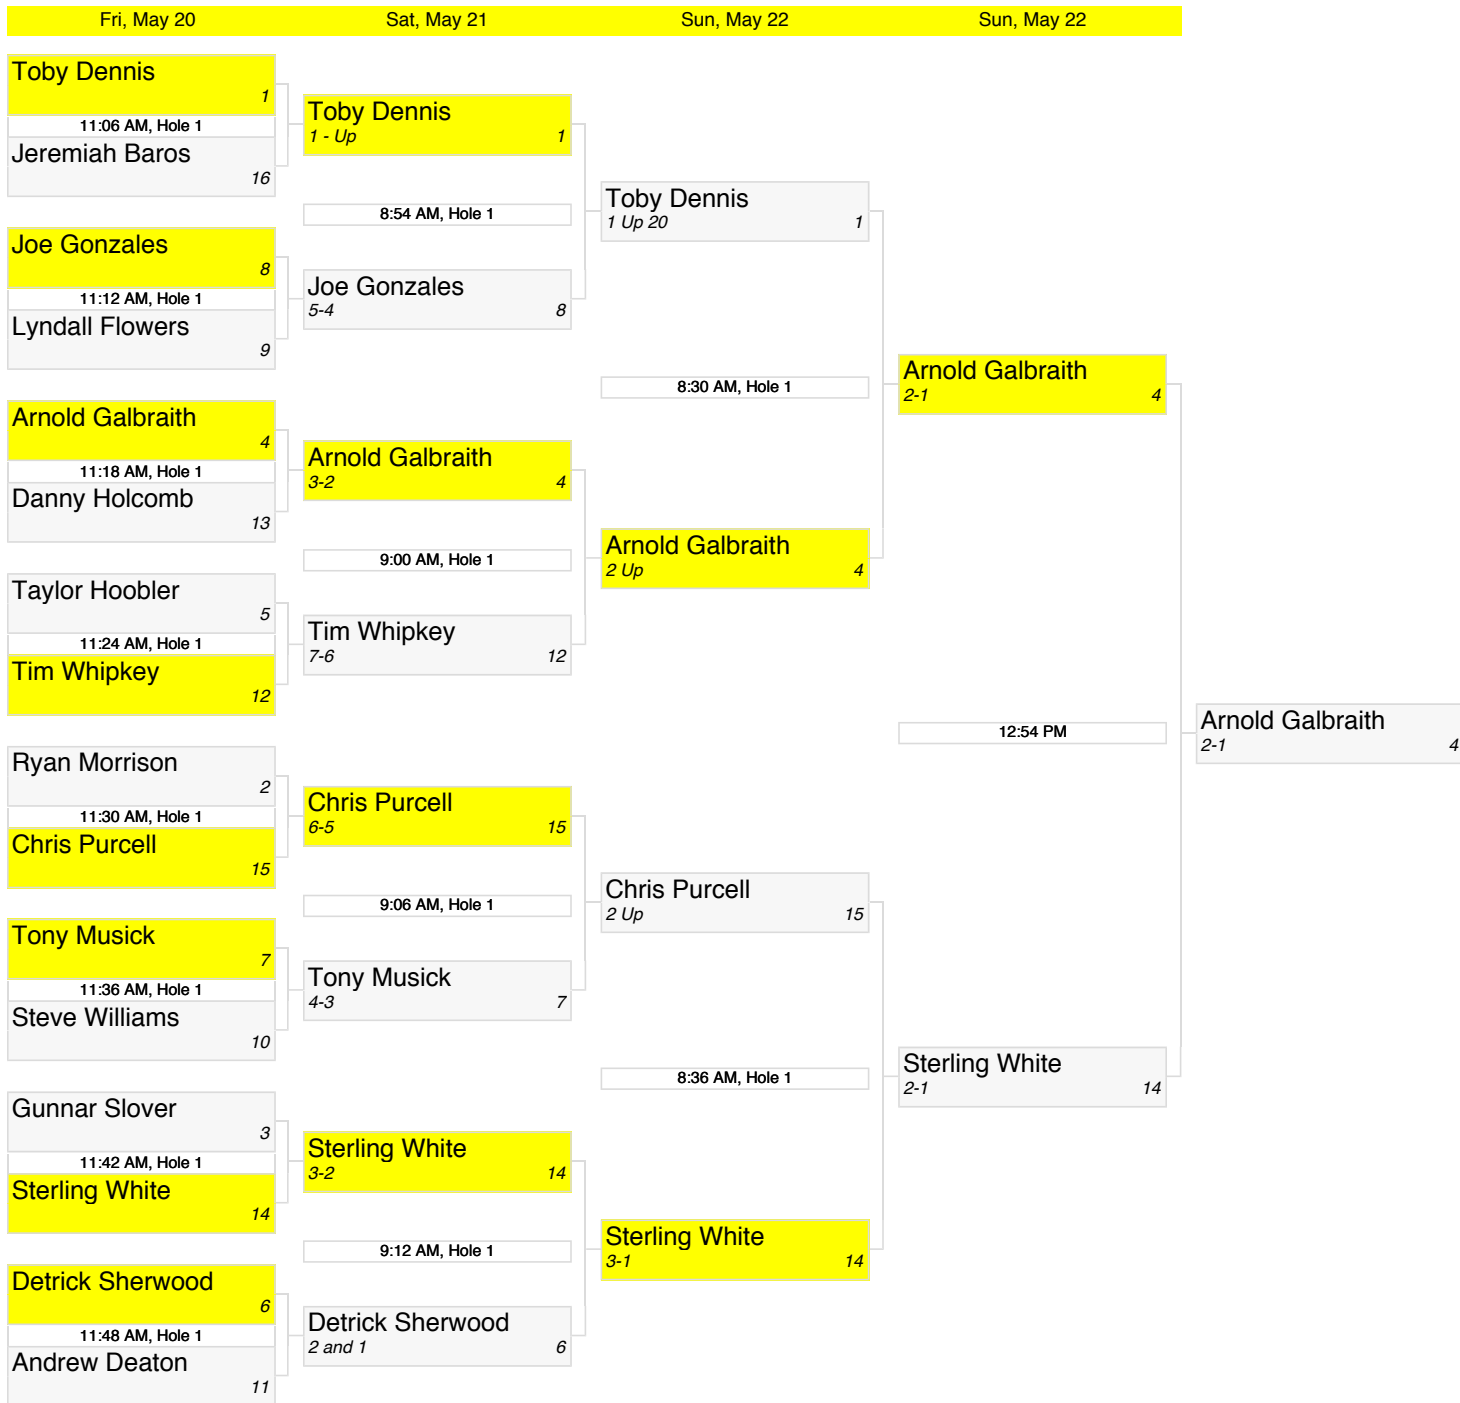 Fri, May 20
Sat, May 21
Sun, May 22
Sun, May 22
Toby Dennis
1
11:06 AM, Hole 1
Jeremiah Baros
16
Joe Gonzales
8
11:12 AM, Hole 1
Lyndall Flowers
9
Arnold Galbraith
4
11:18 AM, Hole 1
Danny Holcomb
13
Taylor Hoobler
5
11:24 AM, Hole 1
Tim Whipkey
12
Ryan Morrison
2
11:30 AM, Hole 1
Chris Purcell
15
Tony Musick
7
11:36 AM, Hole 1
Steve Williams
10
Gunnar Slover
3
11:42 AM, Hole 1
Sterling White
14
Detrick Sherwood
6
11:48 AM, Hole 1
Andrew Deaton
11
Toby Dennis
1 - Up 1
8:54 AM, Hole 1
Joe Gonzales
5-4 8
Arnold Galbraith
3-2 4
9:00 AM, Hole 1
Tim Whipkey
7-6 12
Chris Purcell
6-5 15
9:06 AM, Hole 1
Tony Musick
4-3 7
Sterling White
3-2 14
9:12 AM, Hole 1
Detrick Sherwood
2 and 1 6
Toby Dennis
1 Up 20 1
8:30 AM, Hole 1
Arnold Galbraith
2 Up 4
Chris Purcell
2 Up 15
8:36 AM, Hole 1
Sterling White
3-1 14
Arnold Galbraith
2-1 4
12:54 PM
Sterling White
2-1 14
Arnold Galbraith
2-1 4